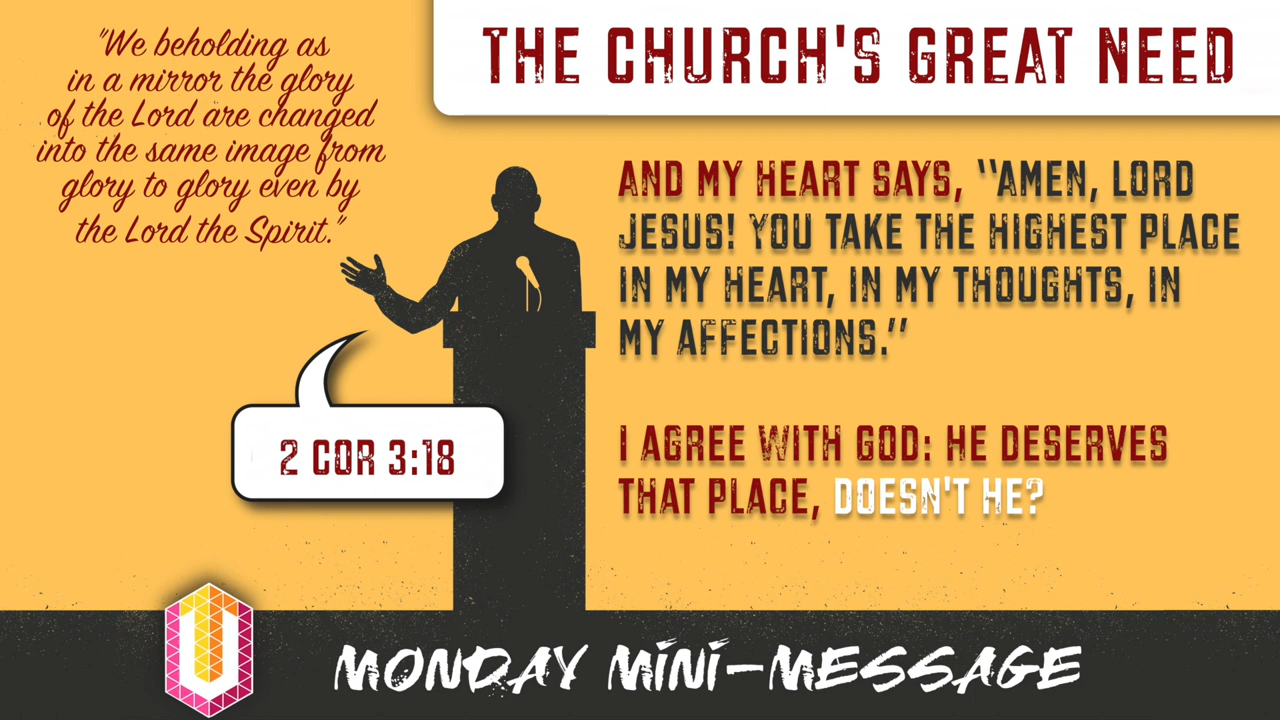 "We beholding as
in a mirror the glory
of the Lord are changed
into the same image from
glory to glory even by
the Lord the Spirit."
THE CHURCH'S GREAT NEED
AND MY HEART SAYS, "AMEN, LORD
JESUS! YOU TAKE THE HIGHEST PLACE
IN MY HEART, IN MY THOUGHTS, IN
MY AFFECTIONS."
I AGREE WITH GOD: HE DESERVES
THAT PLACE, DOESN'T HE?
2 COR 3:18
U
MONDAY MINI-MESSAGE